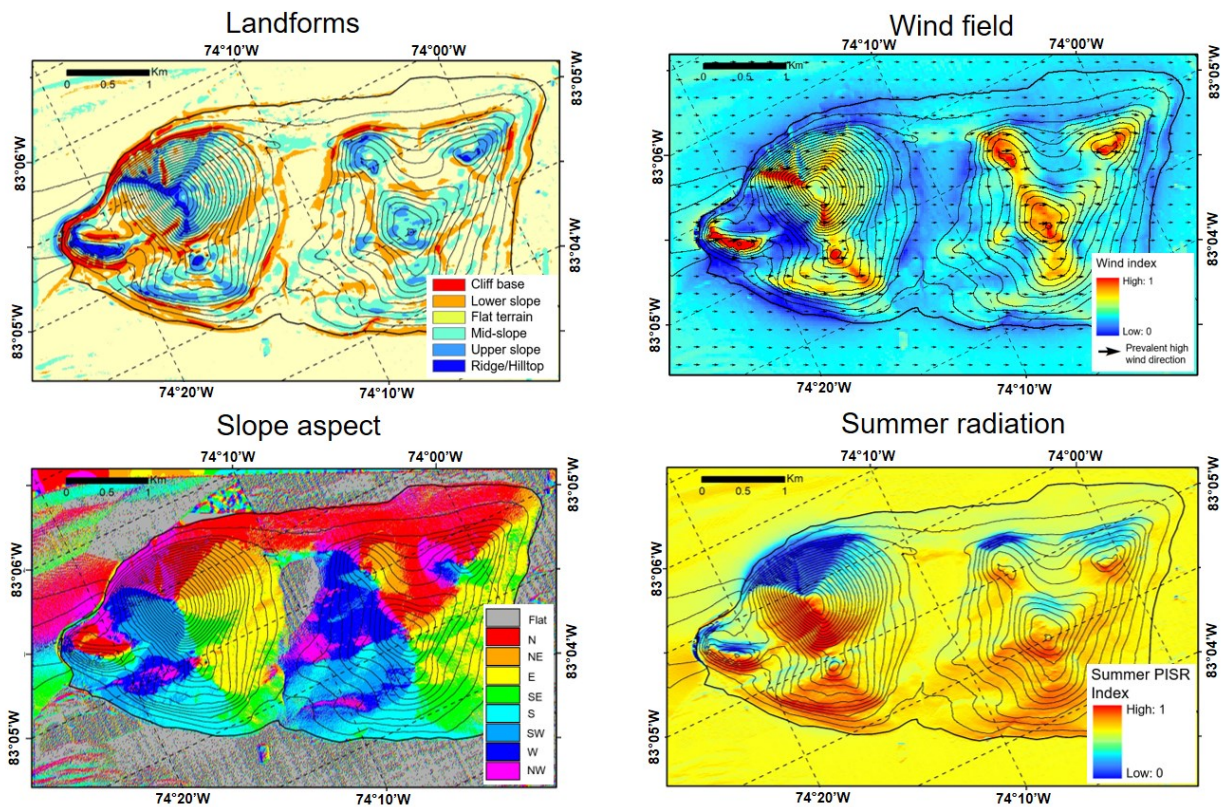 Landforms
74°10'W
74°00'W
Km
0 0.5 1
83°05'W
83°06'W
83°04'W
83°05'W
Cliff base
Lower slope
Flat terrain
Mid-slope
Upper slope
Ridge/Hilltop
74°20'W
74°10'W
Wind field
74°10'W
74°00'W
Km
0 0.5 1
83°05'W
83°06'W
83°04'W
83°05'W
Wind index
High: 1
Low: 0
Prevalent high
wind direction
74°20'W
74°10'W
Slope aspect
74°10'W
74°00'W
Km
0 0.5 1
83°05'W
83°06'W
83°04'W
83°05'W
Flat
N
NE
E
SE
S
SW
W
NW
74°20'W
74°10'W
Summer radiation
74°10'W
74°00'W
Km
0 0.5 1
83°05'W
83°06'W
83°04'W
83°05'W
Summer PISR
Index
High: 1
Low: 0
74°20'W
74°10'W